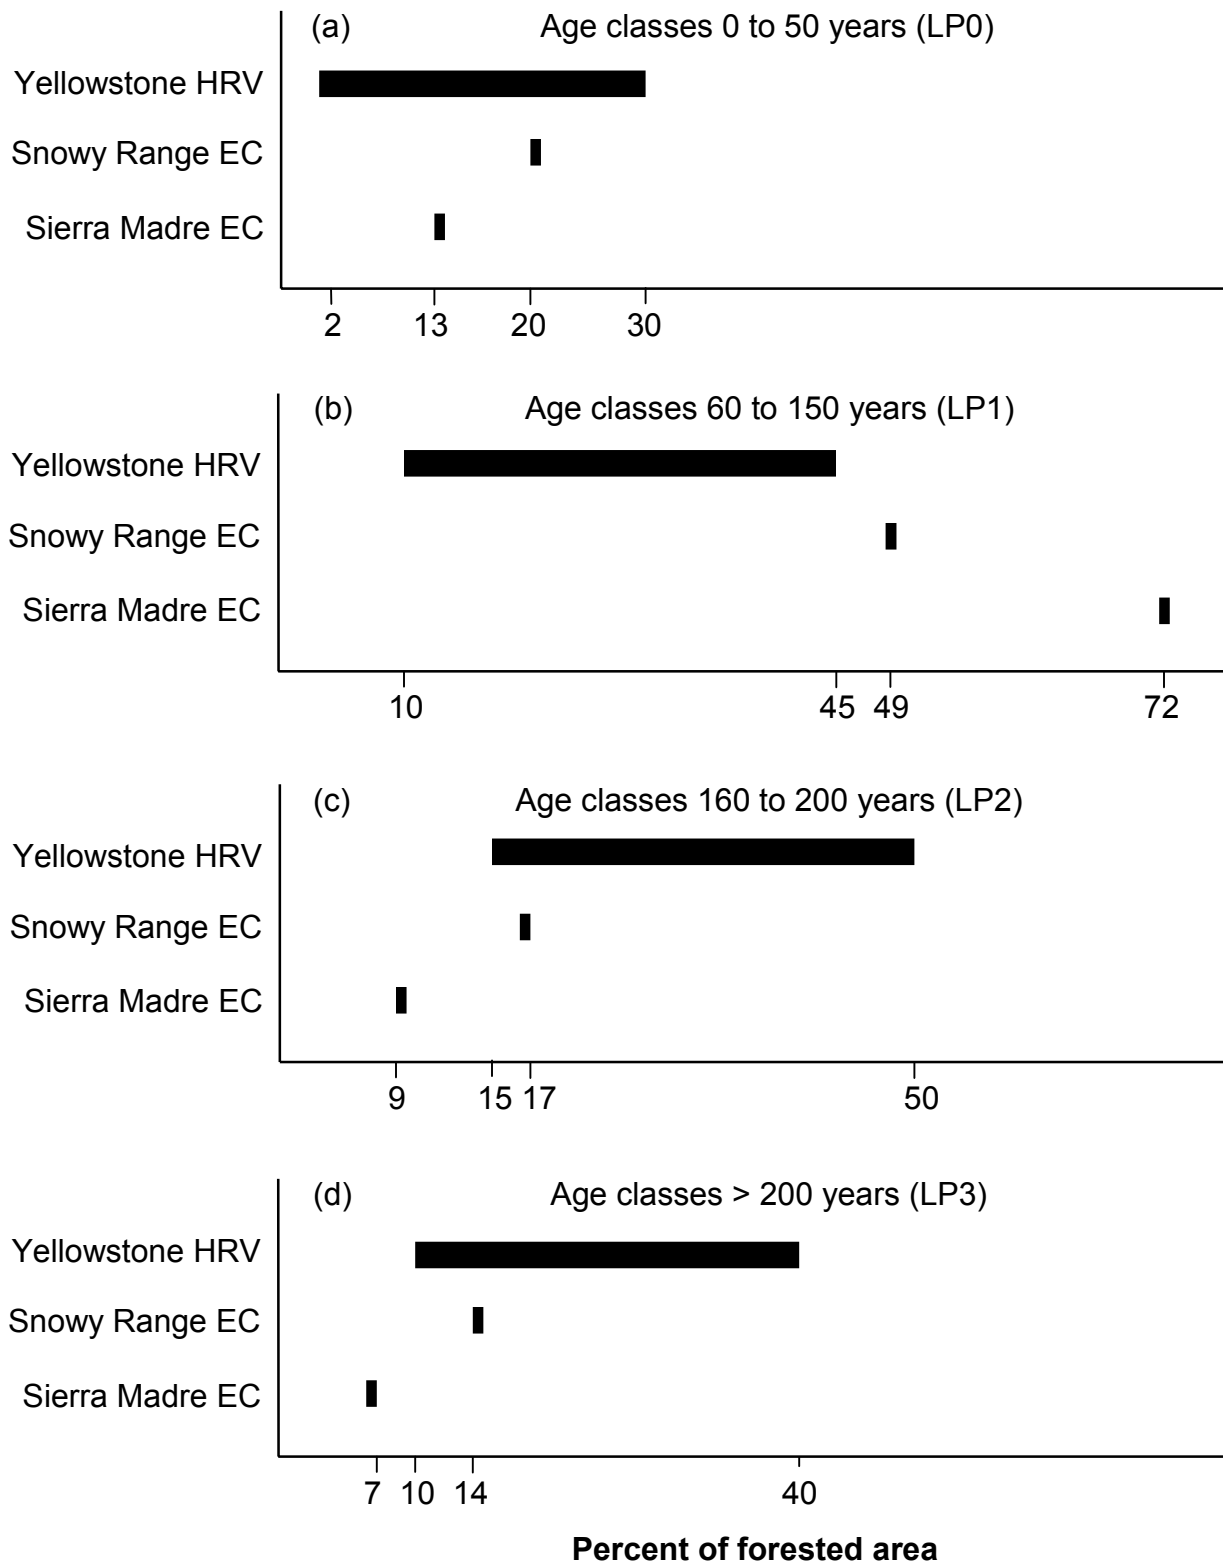 (a) Age classes 0 to 50 years (LP0)
Yellowstone HRV
Snowy Range EC
Sierra Madre EC
2 13 20 30
(b) Age classes 60 to 150 years (LP1)
Yellowstone HRV
Snowy Range EC
Sierra Madre EC
10 45 49 72
(c) Age classes 160 to 200 years (LP2)
Yellowstone HRV
Snowy Range EC
Sierra Madre EC
9 15 17 50
(d) Age classes > 200 years (LP3)
Yellowstone HRV
Snowy Range EC
Sierra Madre EC
7 10 14 40
Percent of forested area